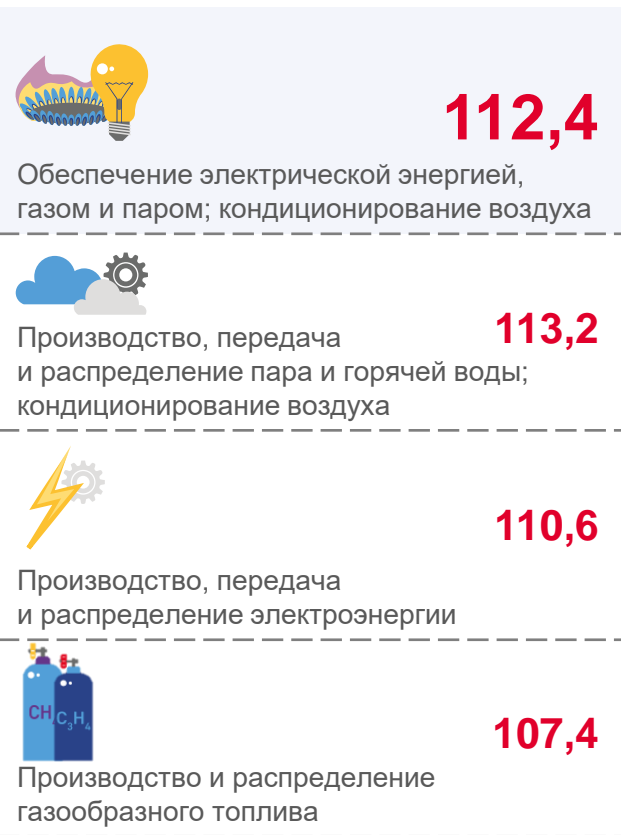 112,4
Обеспечение электрической энергией,
газом и паром; кондиционирование воздуха
113,2
Производство, передача
и распределение пара и горячей воды;
кондиционирование воздуха
110,6
Производство, передача
и распределение электроэнергии
CH
C₃H₄
107,4
Производство и распределение
газообразного топлива